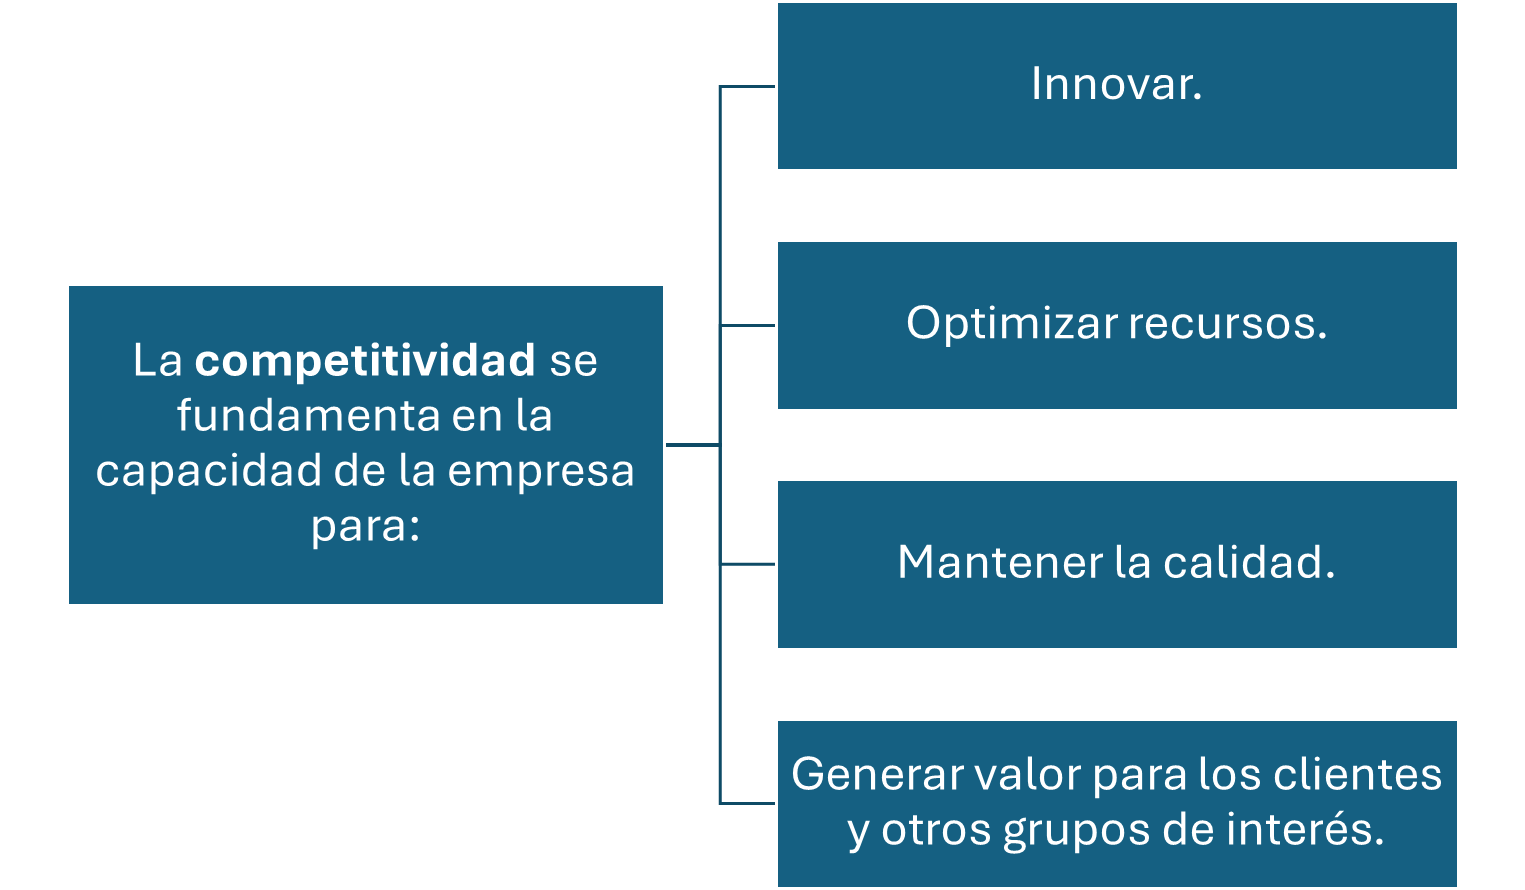 La competitividad se
fundamenta en la
capacidad de la empresa
para:
Innovar.
Optimizar recursos.
Mantener la calidad.
Generar valor para los clientes
y otros grupos de interés.